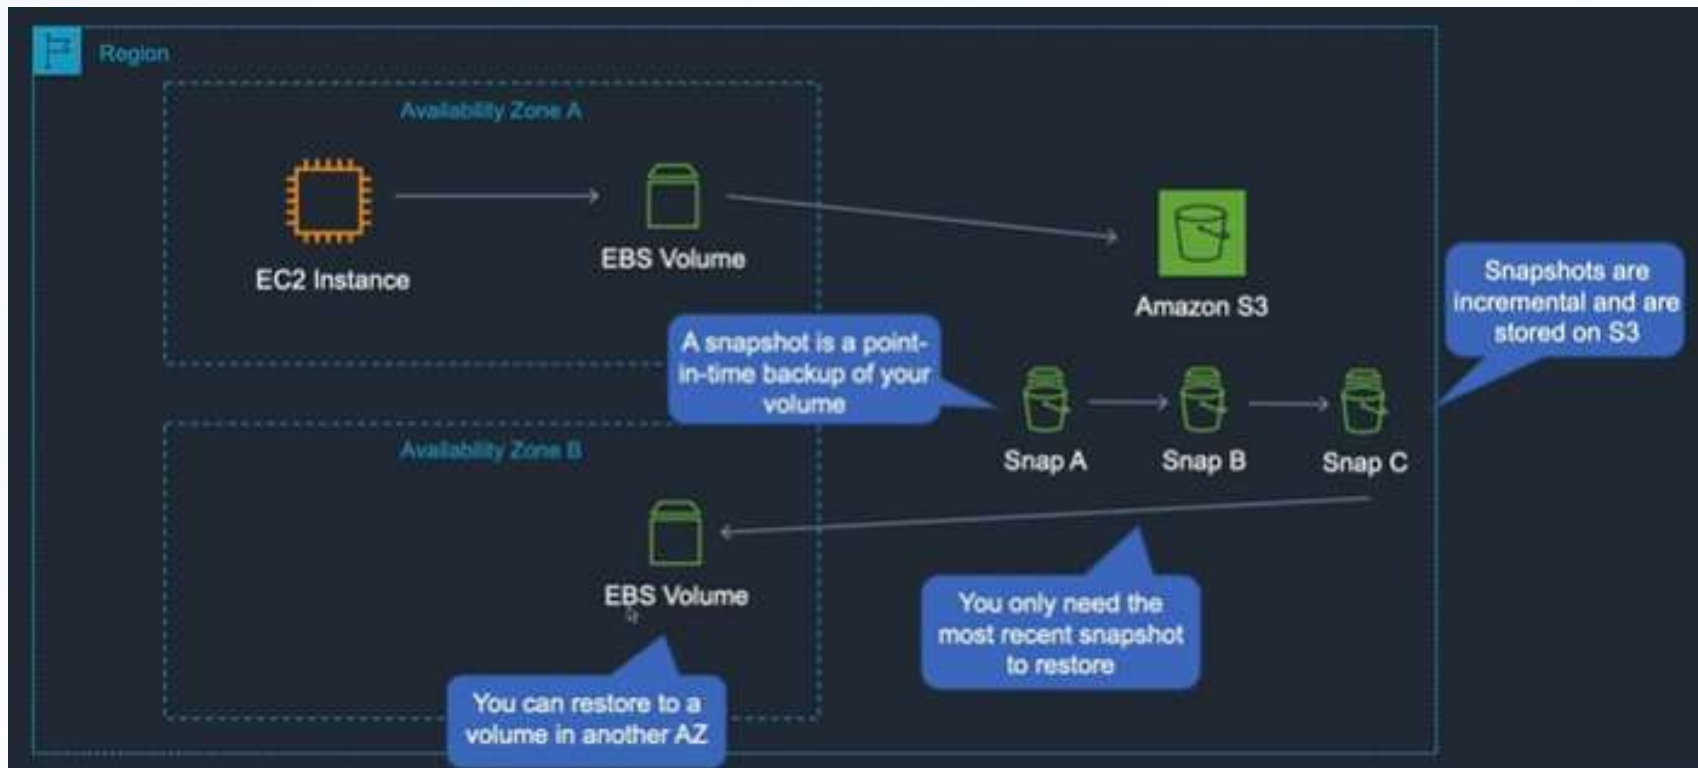 Region
Availability Zone A
EC2 Instance
EBS Volume
Amazon S3
Snapshots are
incremental and are
stored on S3
A snapshot is a point-
in-time backup of your
volume
Snap A
Snap B
Snap C
Availability Zone B
EBS Volume
You only need the
most recent snapshot
to restore
You can restore to a
volume in another AZ